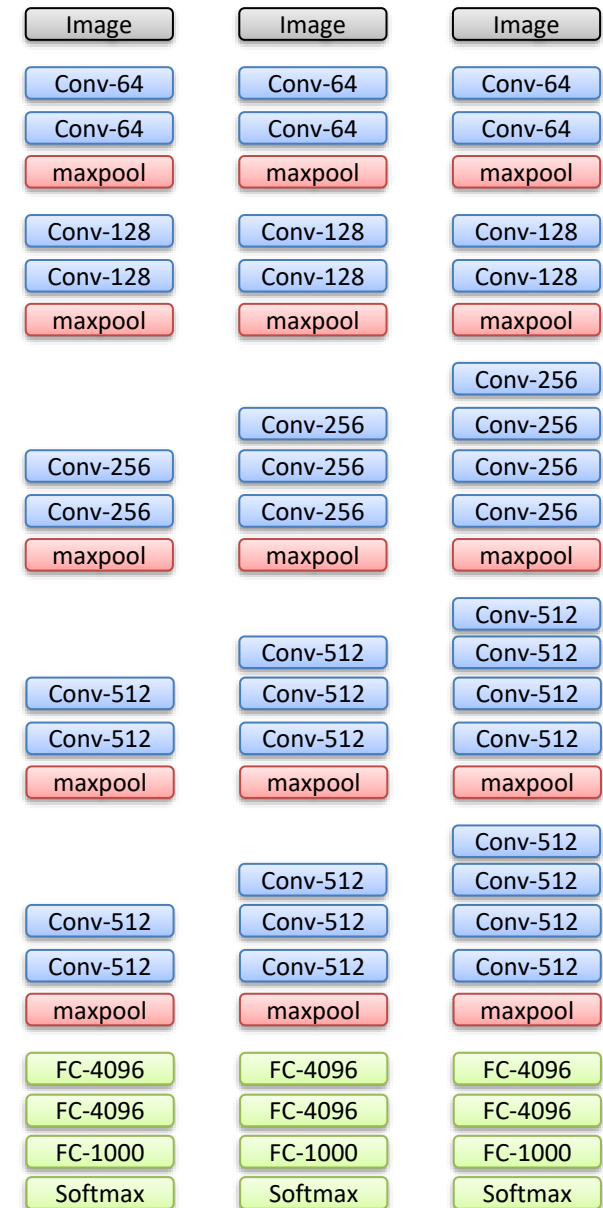 Image Image Image
Conv-64 Conv-64 Conv-64
Conv-64 Conv-64 Conv-64
maxpool maxpool maxpool
Conv-128 Conv-128 Conv-128
Conv-128 Conv-128 Conv-128
maxpool maxpool maxpool
Conv-256
Conv-256 Conv-256
Conv-256 Conv-256 Conv-256
Conv-256 Conv-256 Conv-256
maxpool maxpool maxpool
Conv-512
Conv-512 Conv-512
Conv-512 Conv-512 Conv-512
Conv-512 Conv-512 Conv-512
maxpool maxpool maxpool
Conv-512
Conv-512 Conv-512
Conv-512 Conv-512 Conv-512
Conv-512 Conv-512 Conv-512
maxpool maxpool maxpool
FC-4096 FC-4096 FC-4096
FC-4096 FC-4096 FC-4096
FC-1000 FC-1000 FC-1000
Softmax Softmax Softmax